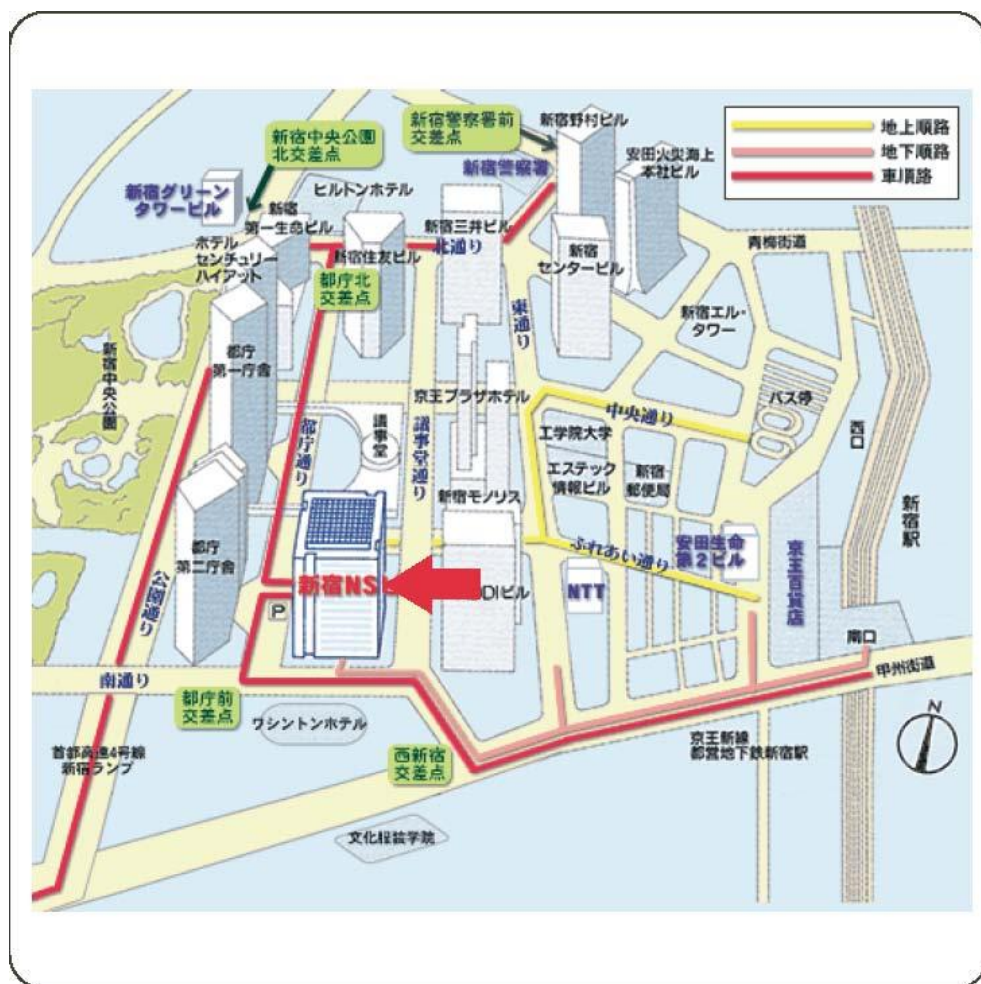 新宿中央公園
北交差点
新宿警察署前
交差点
新宿野村ビル
地上順路
地下順路
車順路
安田火災海上
本社ビル
新宿警察署
ヒルトンホテル
新宿グリーン
タワービル
新宿
第一生命ビル
ホテル
センチュリー
ハイアット
新宿三井ビル
北通り
新宿住友ビル
新宿
センタービル
青梅街道
都庁北
交差点
東通り
新宿エル・
タワー
都庁
第一庁舎
新宿中央公園
京王プラザホテル
中央通り
バス停
西口
都庁通り
議事堂
議事堂通り
工学院大学
エステック
情報ビル
新宿
郵便局
新宿モノリス
新宿駅
都庁
第二庁舎
公園通り
新宿NS
DIビル
ふれあい通り
NTT
安田生命
第2ビル
京王百貨店
P
南口
甲州街道
南通り
都庁前
交差点
ワシントンホテル
西新宿
交差点
首都高速4号線
新宿ランプ
京王新線
都営地下鉄新宿駅
N
文化服装学院